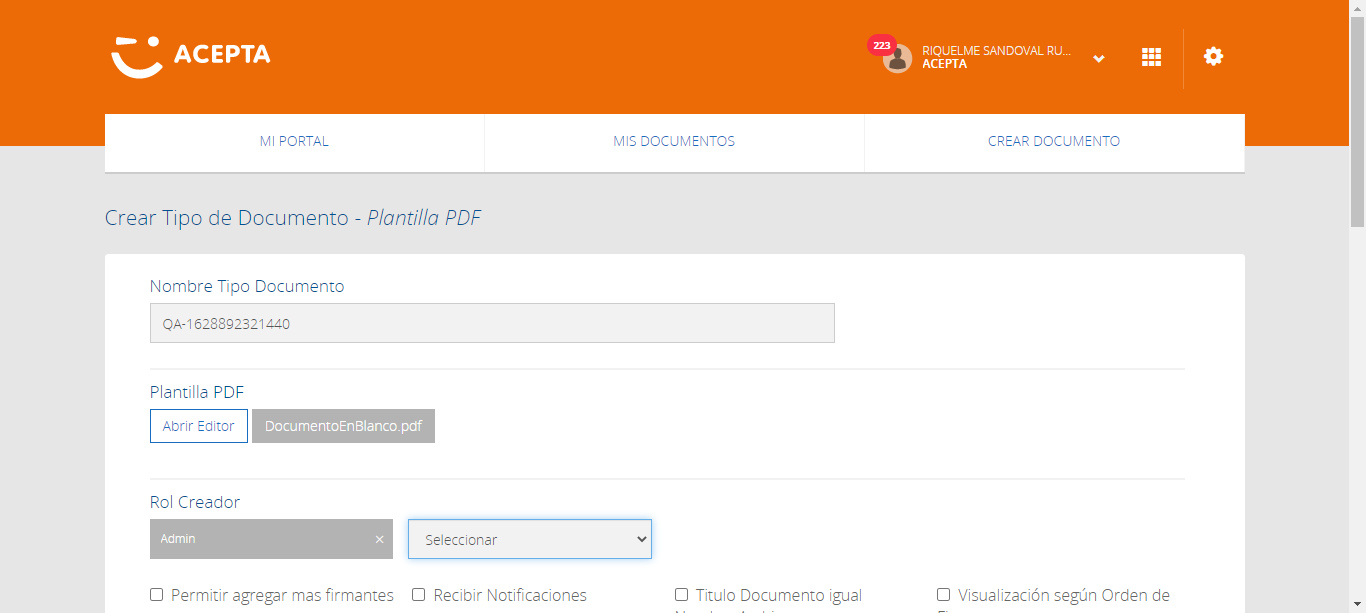 ACEPTA
223
RIQUELME SANDOVAL RU...
ACEPTA
MI PORTAL
MIS DOCUMENTOS
CREAR DOCUMENTO
Crear Tipo de Documento - Plantilla PDF
Nombre Tipo Documento
QA-1628892321440
Plantilla PDF
Abrir Editor
DocumentoEnBlanco.pdf
Rol Creador
Admin ×
Seleccionar
Permitir agregar mas firmantes
Recibir Notificaciones
Titulo Documento igual
Visualización según Orden de